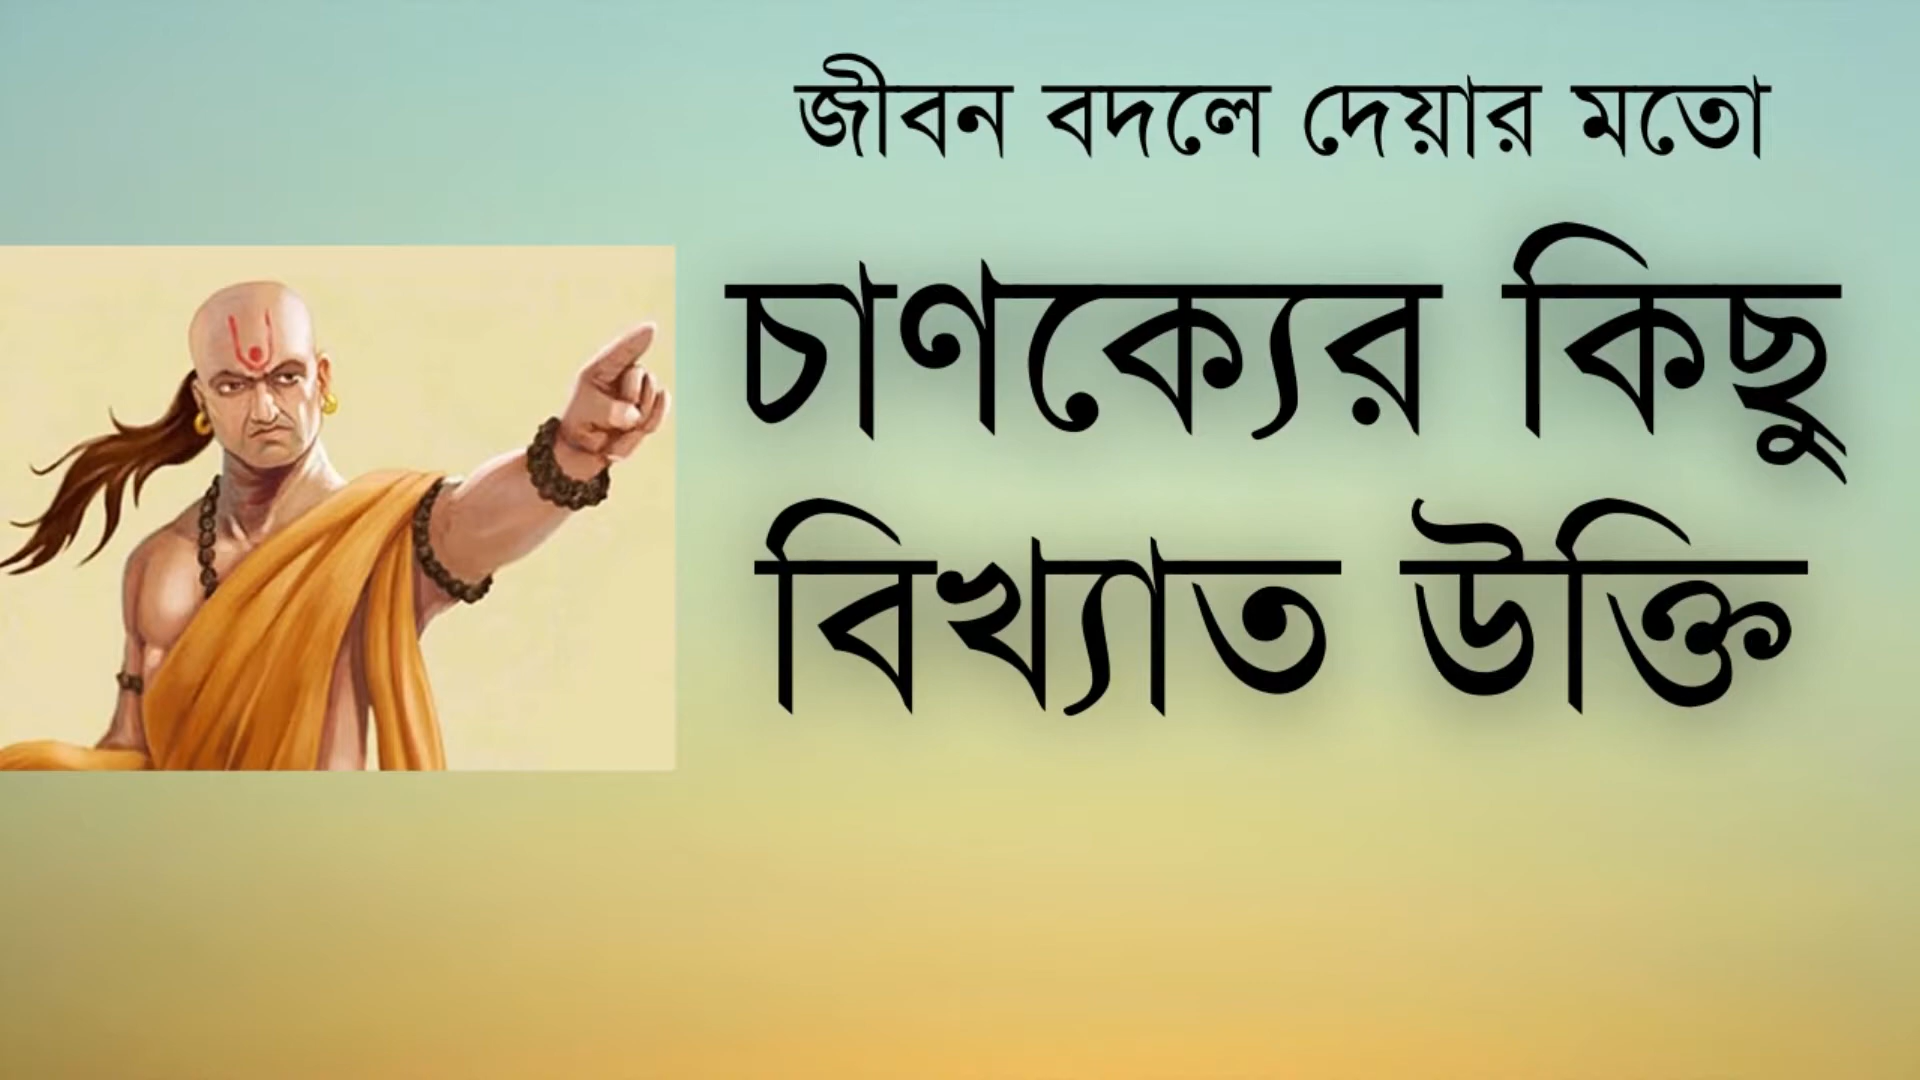 জীবন বদলে দেয়ার মতো
চাণক্যের কিছু
বিখ্যাত উক্তি